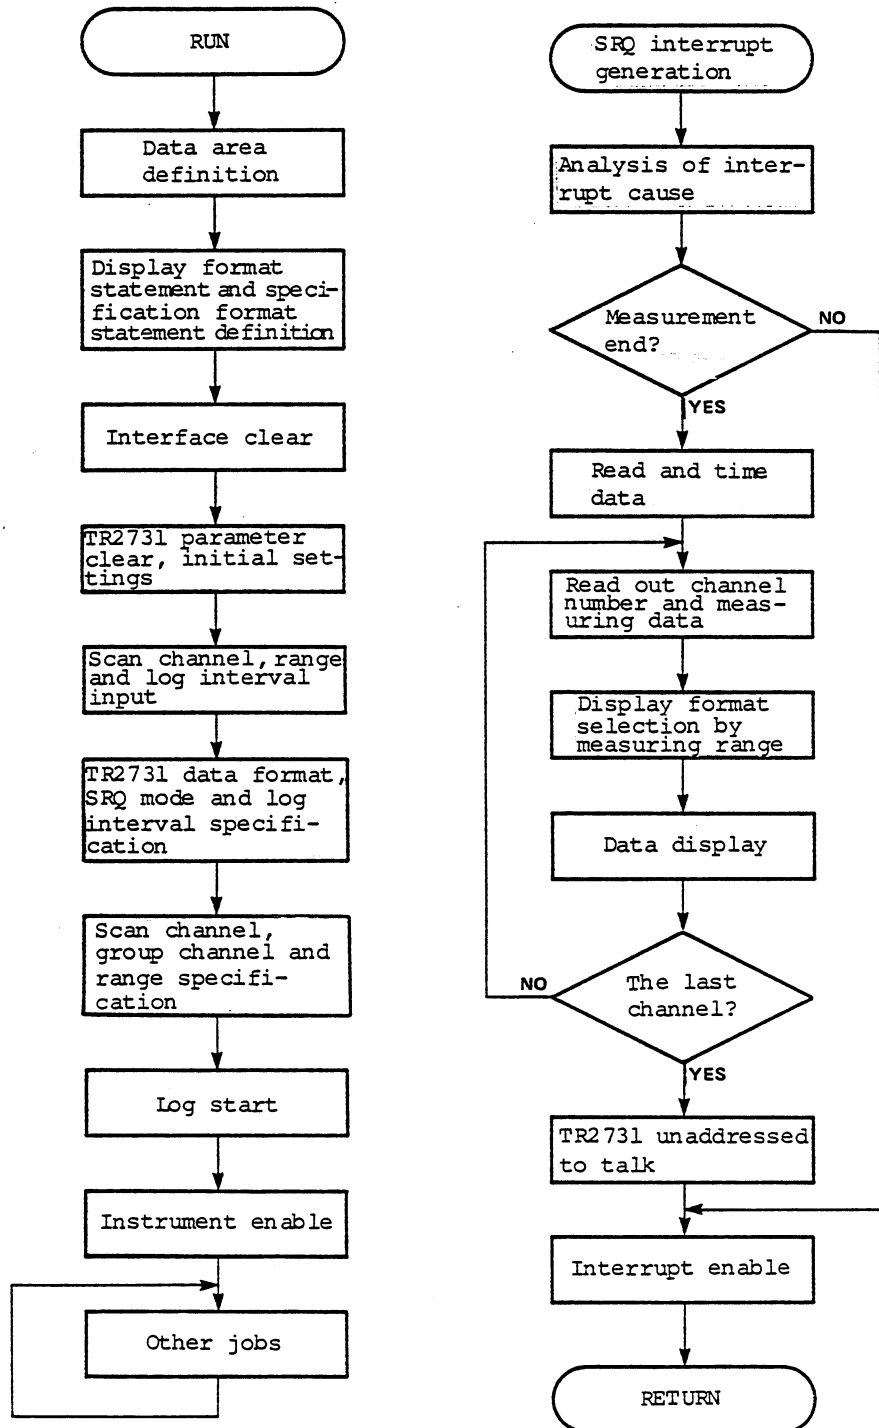 RUN
Data area
definition
Display format
statement and speci-
fication format
statement definition
Interface clear
TR2731 parameter
clear, initial set-
tings
Scan channel, range
and log interval
input
TR2731 data format,
SRQ mode and log
interval specifi-
cation
Scan channel,
group channel and
range specifi-
cation
Log start
Instrument enable
Other jobs
SRQ interrupt
generation
Analysis of inter-
rupt cause
Measurement
end?
NO
YES
Read and time
data
Read out channel
number and meas-
uring data
Display format
selection by
measuring range
Data display
The last
channel?
NO
YES
TR2731 unaddressed
to talk
Interrupt enable
RETURN